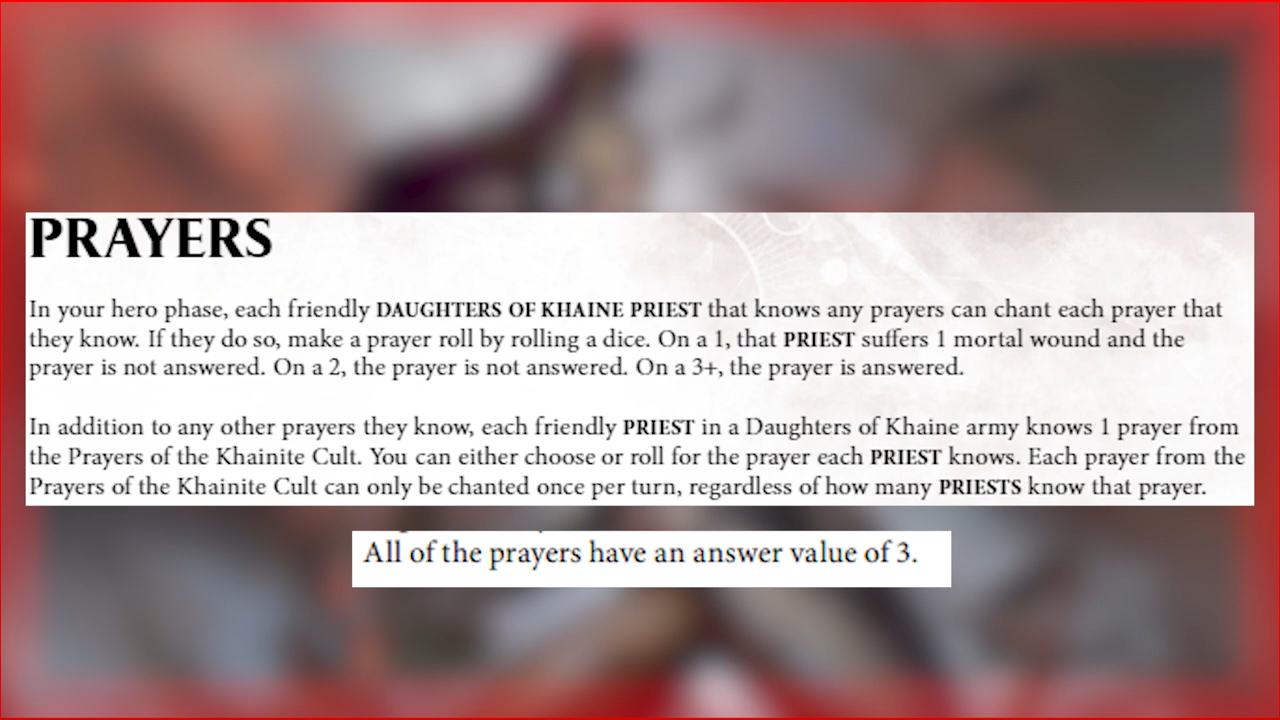 PRAYERS
In your hero phase, each friendly DAUGHTERS OF KHAINE PRIEST that knows any prayers can chant each prayer that
they know. If they do so, make a prayer roll by rolling a dice. On a 1, that PRIEST suffers 1 mortal wound and the
prayer is not answered. On a 2, the prayer is not answered. On a 3+, the prayer is answered.
In addition to any other prayers they know, each friendly PRIEST in a Daughters of Khaine army knows 1 prayer from
the Prayers of the Khainite Cult. You can either choose or roll for the prayer each PRIEST knows. Each prayer from the
Prayers of the Khainite Cult can only be chanted once per turn, regardless of how many PRIESTS know that prayer.
All of the prayers have an answer value of 3.